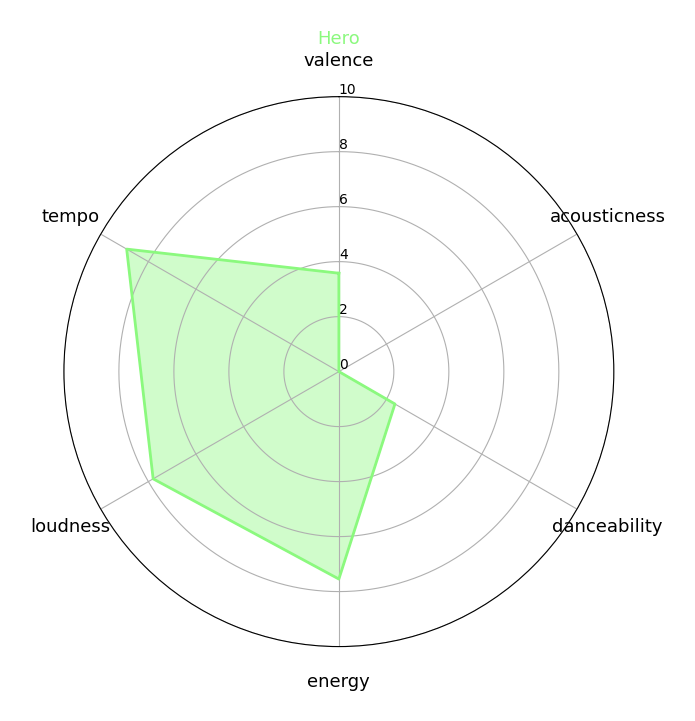 Hero
valence
10
8
tempo
6
acousticness
4
2
0
loudness
danceability
energy